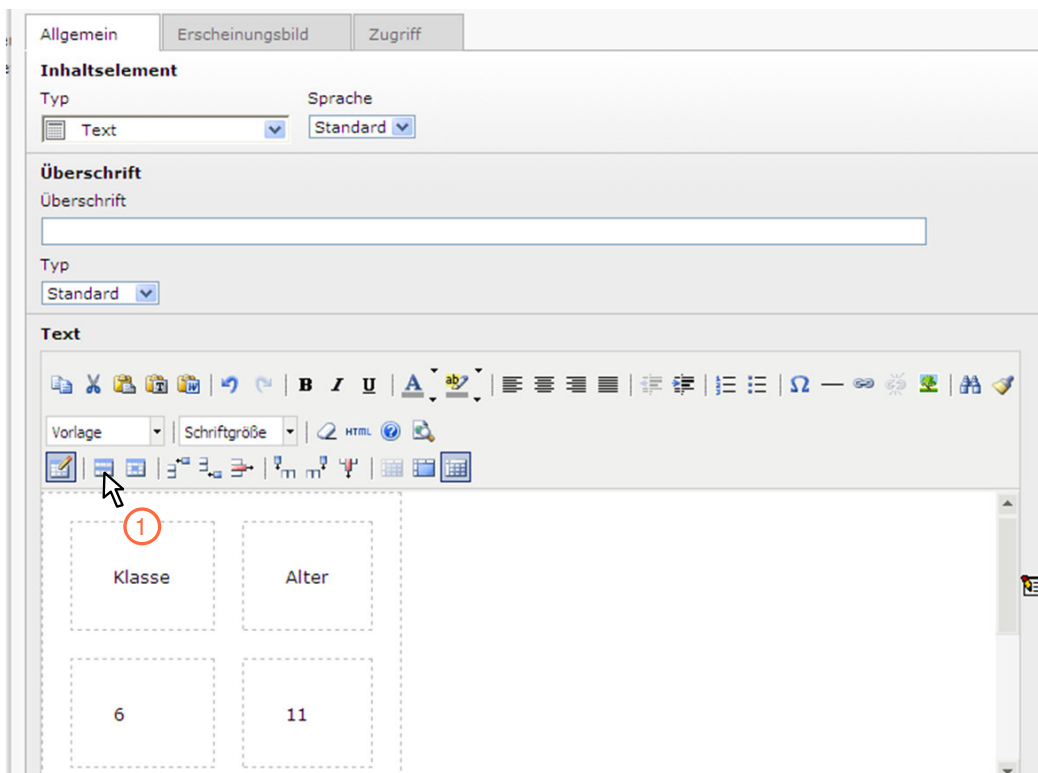 Allgemein Erscheinungsbild Zugriff
Inhaltselement
Typ Sprache
Text Standard
Überschrift
Überschrift
Typ
Standard
Text
B I U A ab Ω
Vorlage Schriftgröße HTML ?
1
Klasse Alter
6 11